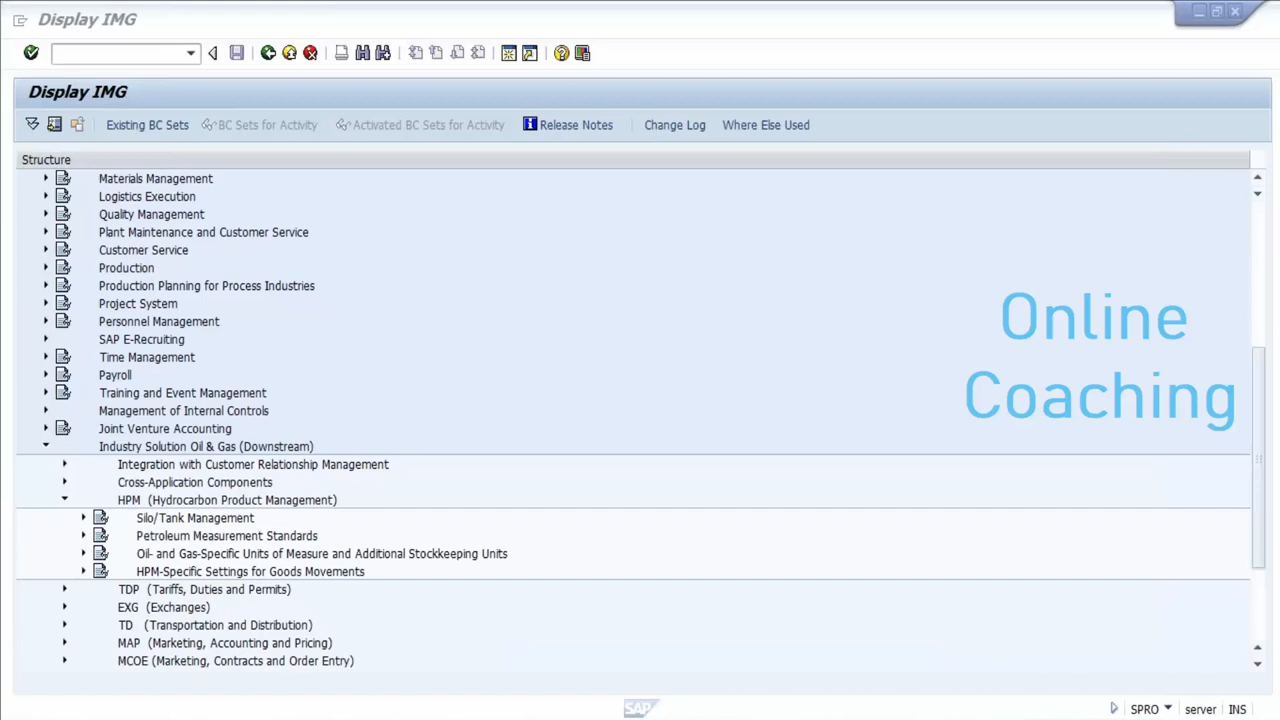 Display IMG
Display IMG
Existing BC Sets BC Sets for Activity Activated BC Sets for Activity Release Notes Change Log Where Else Used
Structure
Materials Management
Logistics Execution
Quality Management
Plant Maintenance and Customer Service
Customer Service
Production
Production Planning for Process Industries
Project System
Personnel Management
SAP E-Recruiting
Time Management
Payroll
Training and Event Management
Management of Internal Controls
Joint Venture Accounting
Industry Solution Oil & Gas (Downstream)
Integration with Customer Relationship Management
Cross-Application Components
HPM (Hydrocarbon Product Management)
Silo/Tank Management
Petroleum Measurement Standards
Oil- and Gas-Specific Units of Measure and Additional Stockkeeping Units
HPM-Specific Settings for Goods Movements
TDP (Tariffs, Duties and Permits)
EXG (Exchanges)
TD (Transportation and Distribution)
MAP (Marketing, Accounting and Pricing)
MCOE (Marketing, Contracts and Order Entry)
Online
Coaching
SAP
SPRO server INS